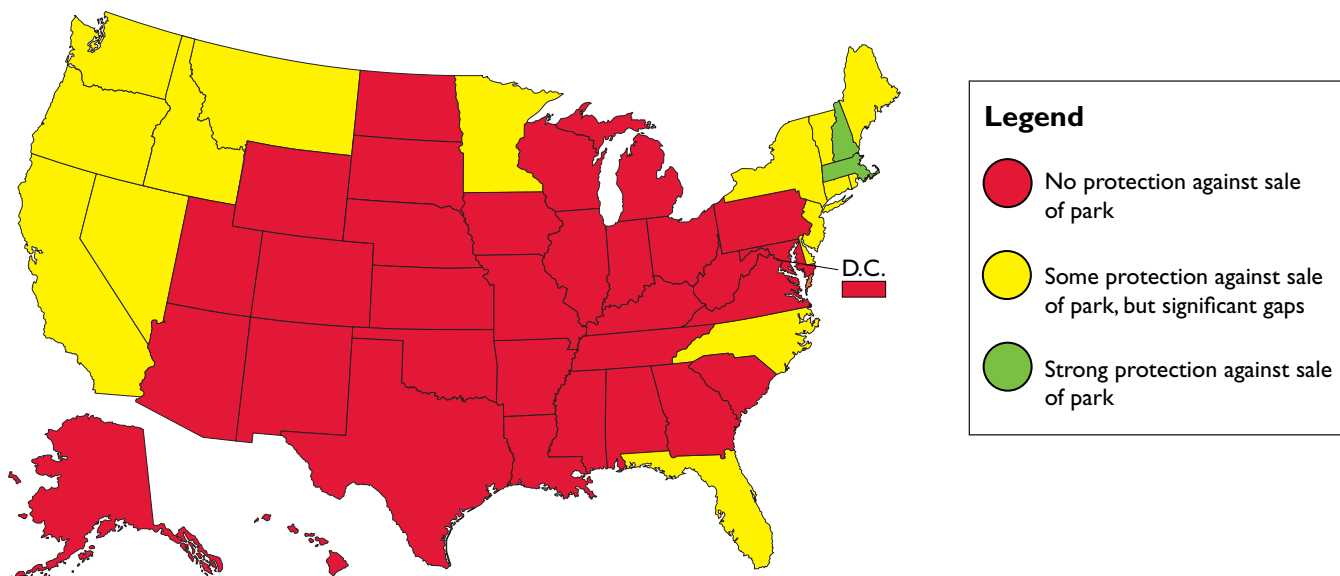 D.C.
Legend
No protection against sale
of park
Some protection against sale
of park, but significant gaps
Strong protection against sale
of park